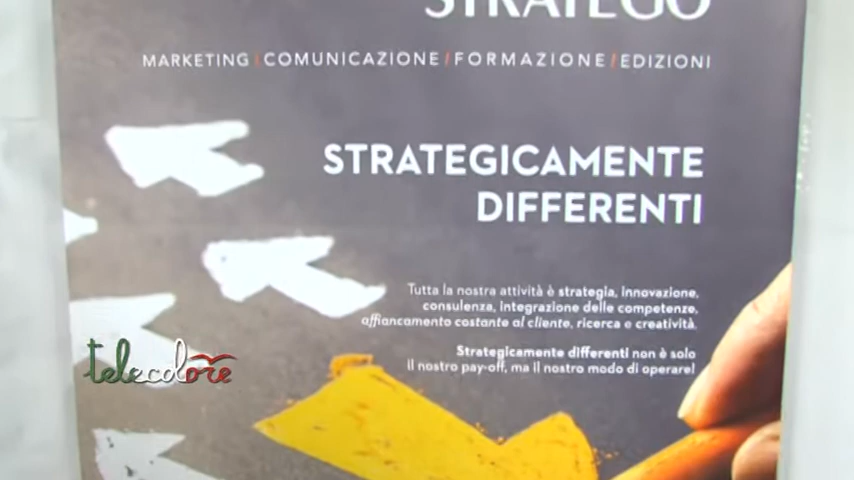 STRATEGO
MARKETING/COMUNICAZIONE/FORMAZIONE/EDIZIONI
STRATEGICAMENTE
DIFFERENTI
Tutta la nostra attività è strategia, innovazione,
consulenza, integrazione delle competenze,
affiancamento costante al cliente, ricerca e creatività.
Strategicamente differenti non è solo
il nostro pay-off, ma il nostro modo di operare!
telecolore